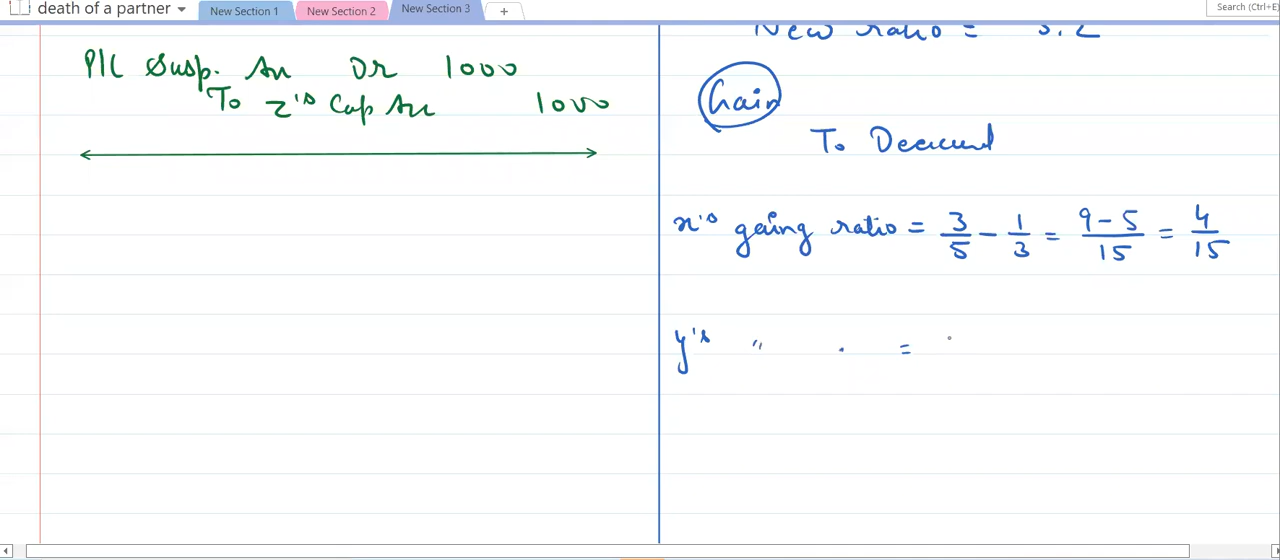 death of a partner New Section 1 New Section 2 New Section 3 + Search (Ctrl+E)
P/L Susp. A/c Dr 1000
To Z's Cap A/c 1000
New ratio = 3:2
Gain
To Deceased
x's gaing ratio = 3/5 - 1/3 = 9-5/15 = 4/15
y's " . =